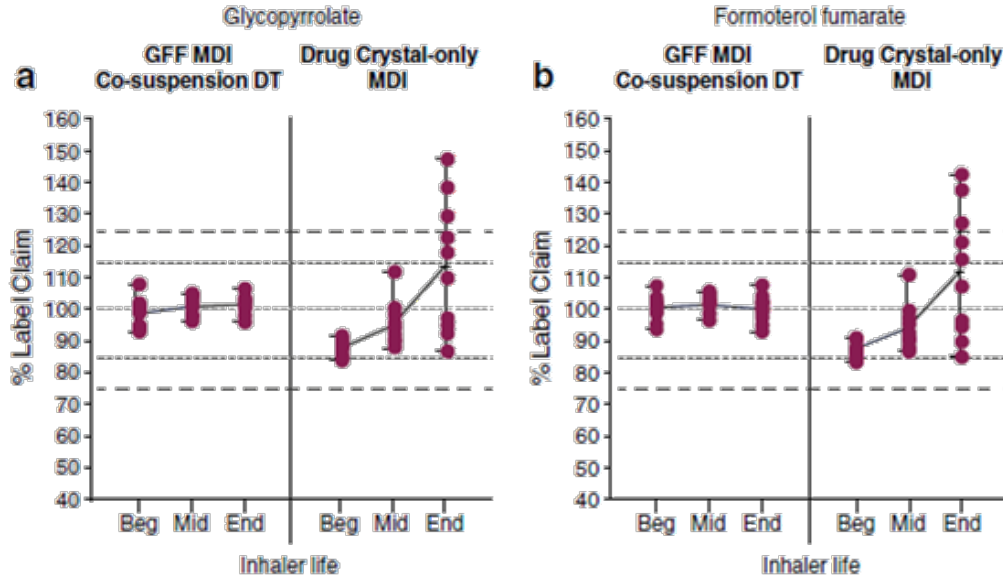 Glycopyrrolate
GFF MDI
Co-suspension DT
Drug Crystal-only
MDI
a
% Label Claim
160
150
140
130
120
110
100
90
80
70
60
50
40
Beg Mid End Beg Mid End
Inhaler life
Formoterol fumarate
GFF MDI
Co-suspension DT
Drug Crystal-only
MDI
b
% Label Claim
160
150
140
130
120
110
100
90
80
70
60
50
40
Beg Mid End Beg Mid End
Inhaler life